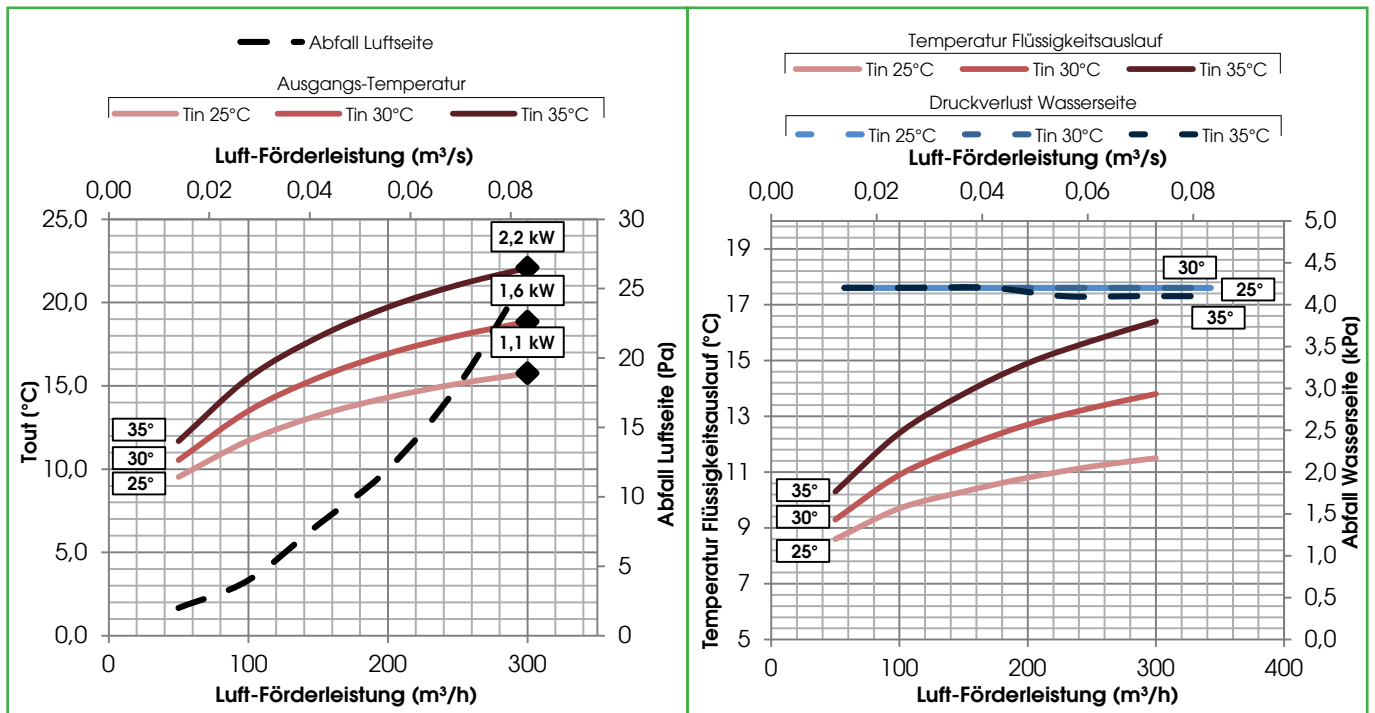 Abfall Luftseite
Ausgangs-Temperatur
Tin 25°C Tin 30°C Tin 35°C
Luft-Förderleistung (m³/s)
0,00 0,02 0,04 0,06 0,08
25,0
20,0
15,0
10,0
5,0
0,0
Tout (°C)
30
25
20
15
10
5
0
Abfall Luftseite (Pa)
2,2 kW
1,6 kW
1,1 kW
35°
30°
25°
0 100 200 300
Luft-Förderleistung (m³/h)
Temperatur Flüssigkeitsauslauf
Tin 25°C Tin 30°C Tin 35°C
Druckverlust Wasserseite
Tin 25°C Tin 30°C Tin 35°C
Luft-Förderleistung (m³/s)
0,00 0,02 0,04 0,06 0,08
19
17
15
13
11
9
7
5
Temperatur Flüssigkeitsauslauf (°C)
5,0
4,5
4,0
3,5
3,0
2,5
2,0
1,5
1,0
0,5
0,0
Abfall Wasserseite (kPa)
30°
25°
35°
35°
30°
25°
0 100 200 300 400
Luft-Förderleistung (m³/h)